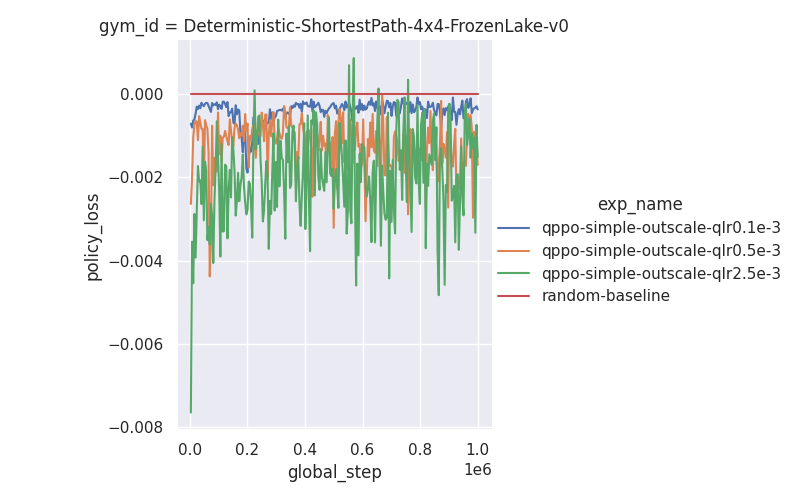 gym_id = Deterministic-ShortestPath-4x4-FrozenLake-v0
0.000
−0.002
−0.004
−0.006
−0.008
policy_loss
0.0 0.2 0.4 0.6 0.8 1.0
1e6
global_step
exp_name
qppo-simple-outscale-qlr0.1e-3
qppo-simple-outscale-qlr0.5e-3
qppo-simple-outscale-qlr2.5e-3
random-baseline